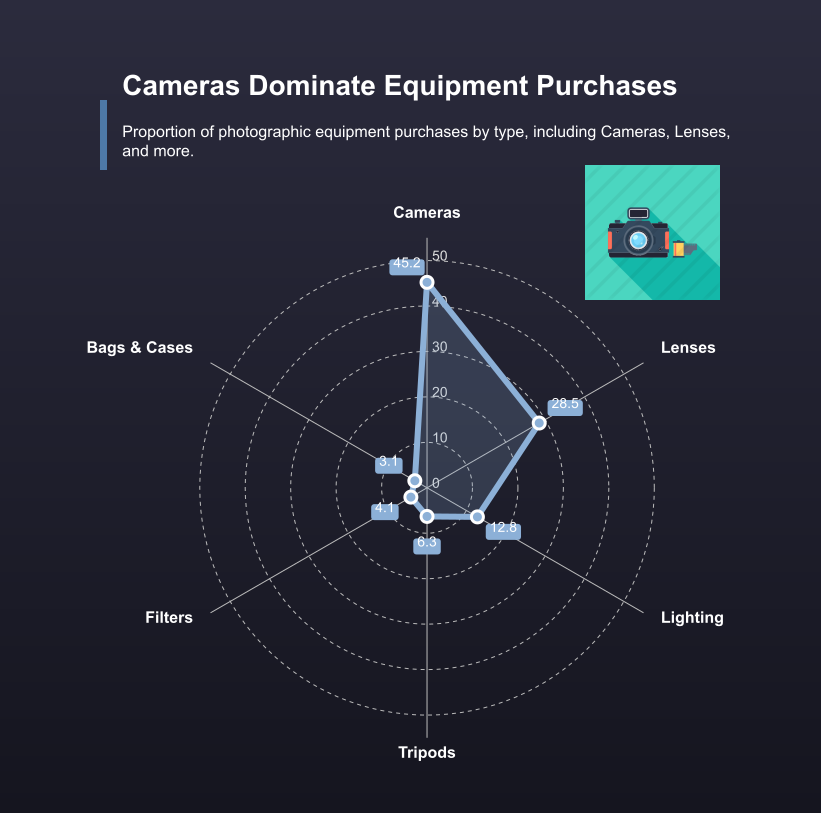 Cameras Dominate Equipment Purchases
Proportion of photographic equipment purchases by type, including Cameras, Lenses,
and more.
Cameras
50
45.2
40
Bags & Cases
30
Lenses
20
28.5
10
3.1
0
4.1
12.8
6.3
Filters
Lighting
Tripods